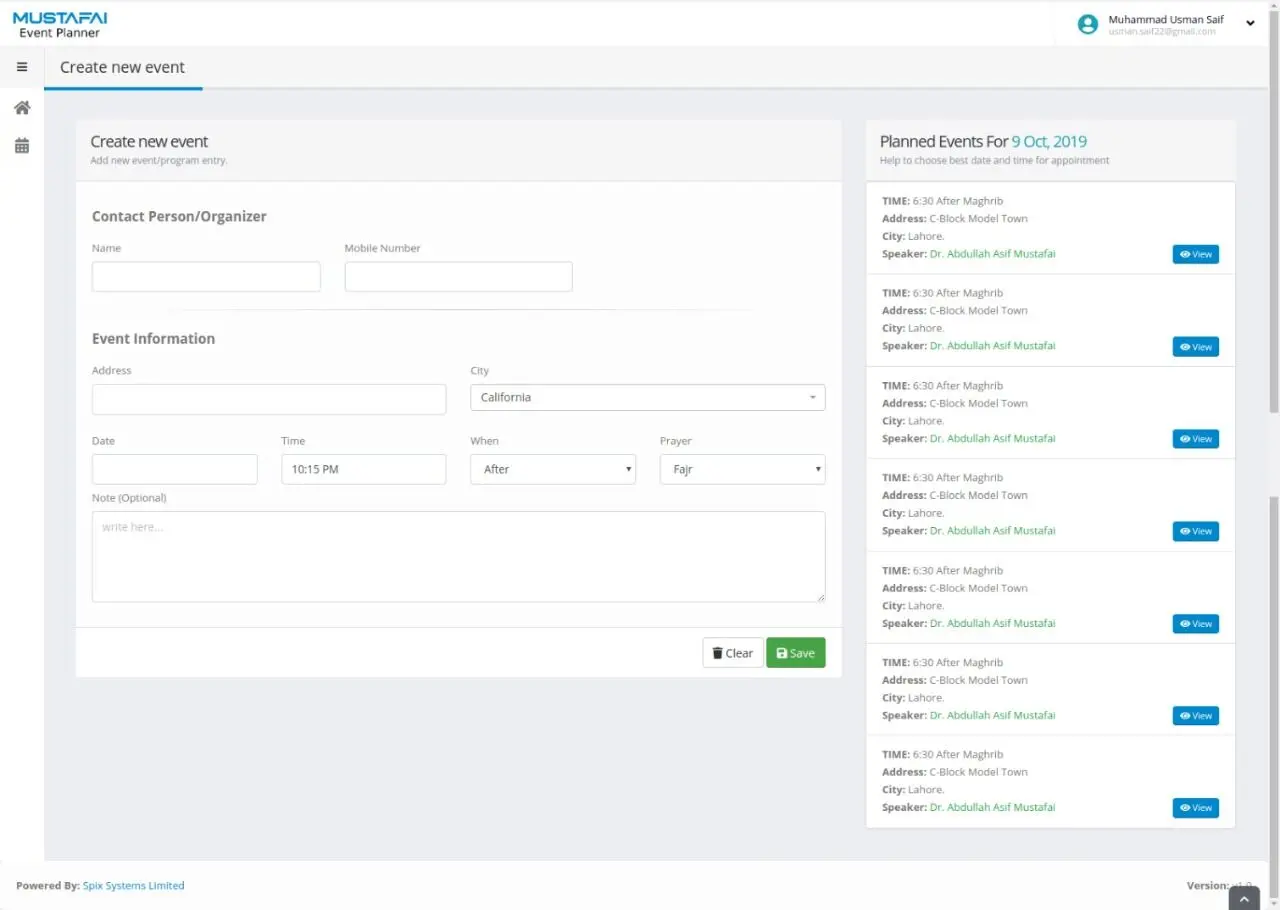 MUSTAFAI
Event Planner
Muhammad Usman Saif
usman.saif22@gmail.com
Create new event
Create new event
Add new event/program entry.
Contact Person/Organizer
Name
Mobile Number
Event Information
Address
City
California
Date
Time
When
Prayer
10:15 PM
After
Fajr
Note (Optional)
write here...
Clear
Save
Planned Events For 9 Oct, 2019
Help to choose best date and time for appointment
TIME: 6:30 After Maghrib
Address: C-Block Model Town
City: Lahore.
Speaker: Dr. Abdullah Asif Mustafai
View
TIME: 6:30 After Maghrib
Address: C-Block Model Town
City: Lahore.
Speaker: Dr. Abdullah Asif Mustafai
View
TIME: 6:30 After Maghrib
Address: C-Block Model Town
City: Lahore.
Speaker: Dr. Abdullah Asif Mustafai
View
TIME: 6:30 After Maghrib
Address: C-Block Model Town
City: Lahore.
Speaker: Dr. Abdullah Asif Mustafai
View
TIME: 6:30 After Maghrib
Address: C-Block Model Town
City: Lahore.
Speaker: Dr. Abdullah Asif Mustafai
View
TIME: 6:30 After Maghrib
Address: C-Block Model Town
City: Lahore.
Speaker: Dr. Abdullah Asif Mustafai
View
TIME: 6:30 After Maghrib
Address: C-Block Model Town
City: Lahore.
Speaker: Dr. Abdullah Asif Mustafai
View
Powered By: Spix Systems Limited
Version: